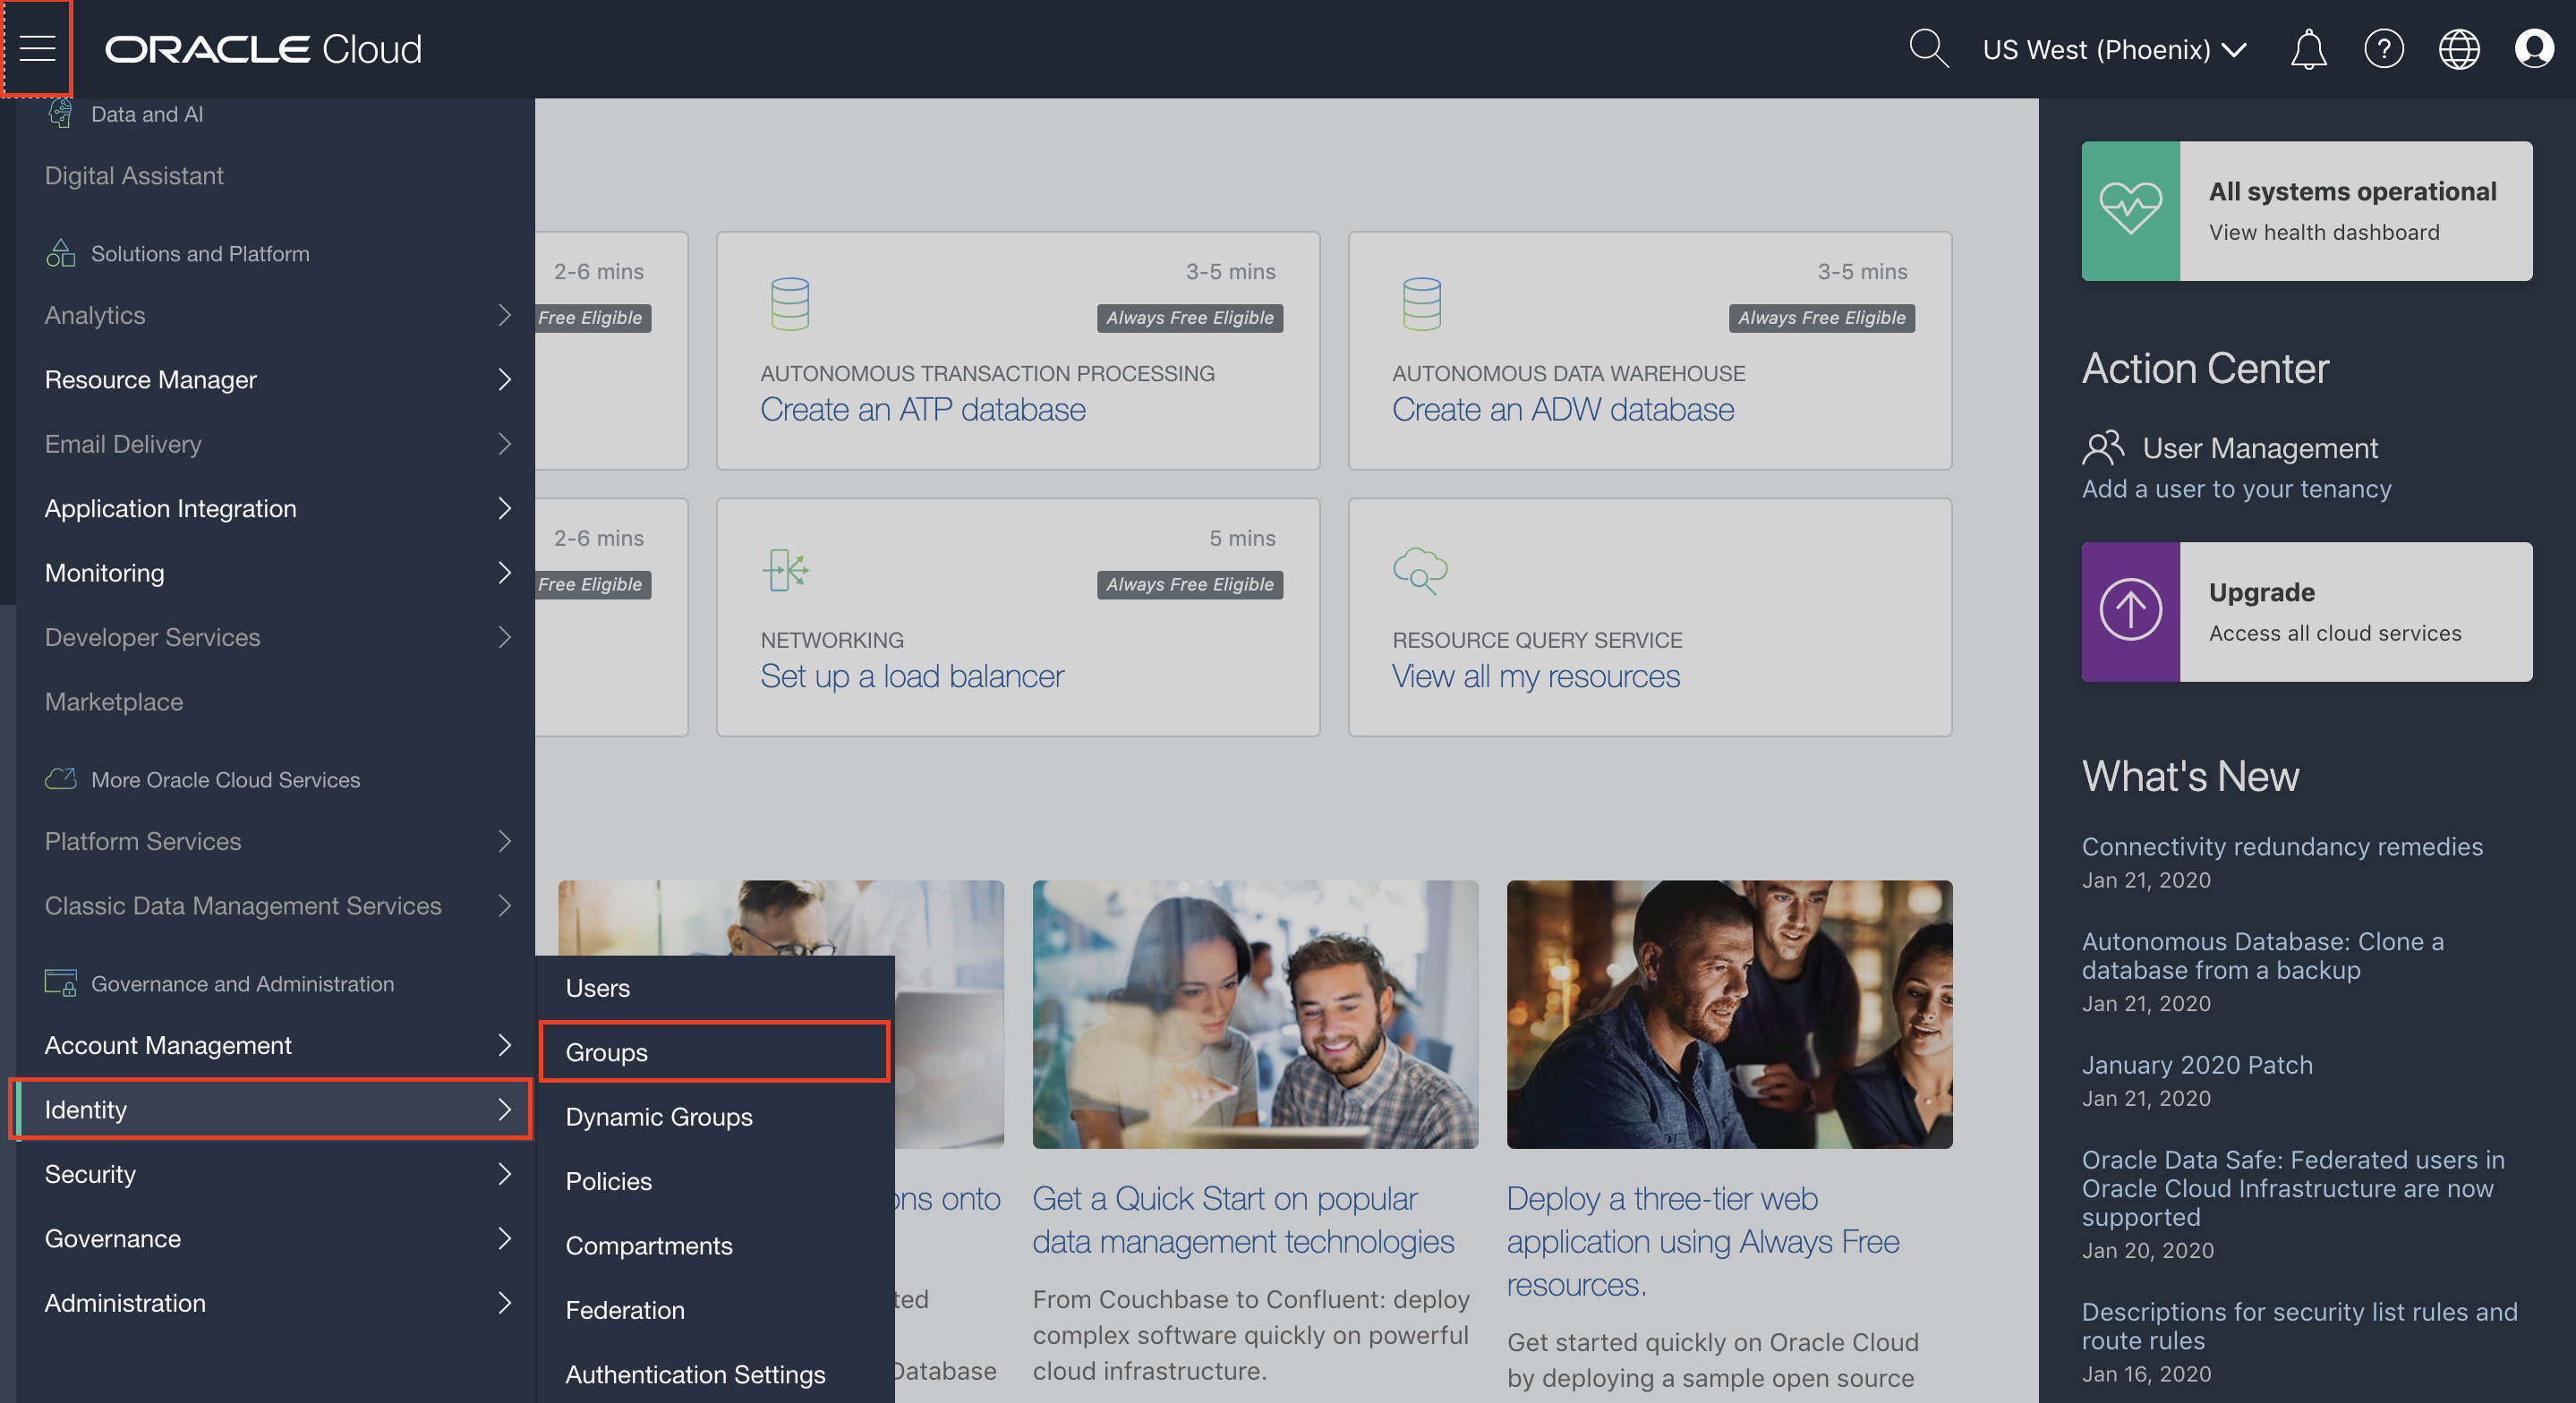 ORACLE Cloud
US West (Phoenix)
Data and AI
Digital Assistant
Solutions and Platform
Analytics
Resource Manager
Email Delivery
Application Integration
Monitoring
Developer Services
Marketplace
More Oracle Cloud Services
Platform Services
Classic Data Management Services
Governance and Administration
Account Management
Identity
Security
Governance
Administration
Users
Groups
Dynamic Groups
Policies
Compartments
Federation
Authentication Settings
2-6 mins
Free Eligible
3-5 mins
Always Free Eligible
AUTONOMOUS TRANSACTION PROCESSING
Create an ATP database
3-5 mins
Always Free Eligible
AUTONOMOUS DATA WAREHOUSE
Create an ADW database
2-6 mins
Free Eligible
5 mins
Always Free Eligible
NETWORKING
Set up a load balancer
RESOURCE QUERY SERVICE
View all my resources
onto
Database
Get a Quick Start on popular
data management technologies
From Couchbase to Confluent: deploy
complex software quickly on powerful
cloud infrastructure.
Deploy a three-tier web
application using Always Free
resources.
Get started quickly on Oracle Cloud
by deploying a sample open source
All systems operational
View health dashboard
Action Center
User Management
Add a user to your tenancy
Upgrade
Access all cloud services
What's New
Connectivity redundancy remedies
Jan 21, 2020
Autonomous Database: Clone a
database from a backup
Jan 21, 2020
January 2020 Patch
Jan 21, 2020
Oracle Data Safe: Federated users in
Oracle Cloud Infrastructure are now
supported
Jan 20, 2020
Descriptions for security list rules and
route rules
Jan 16, 2020